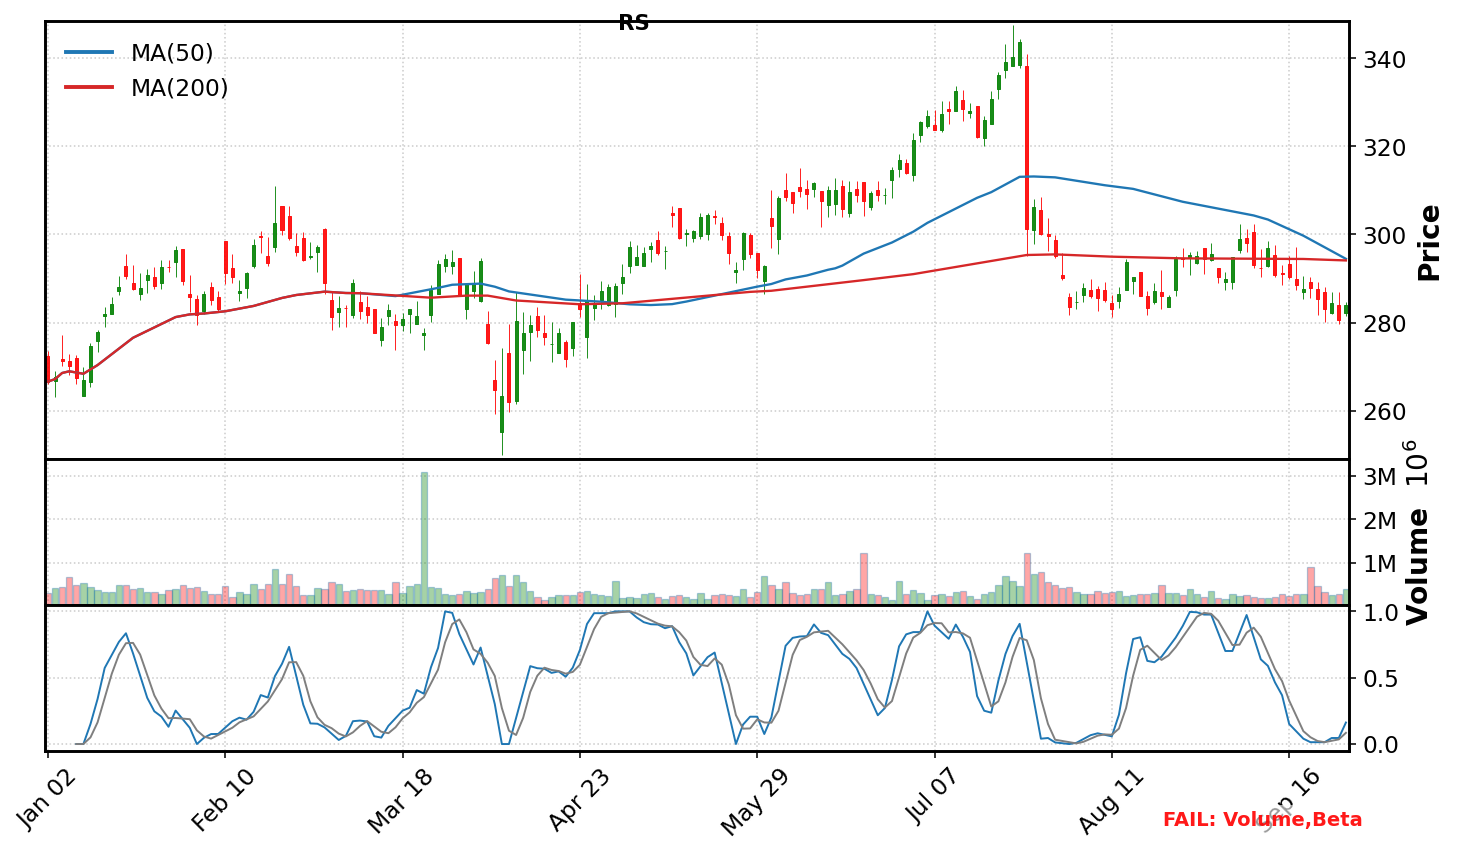 RS
MA(50)
MA(200)
340
320
300
280
260
Price
3M
2M
1M
Volume 10^6
1.0
0.5
0.0
Jan 02
Feb 10
Mar 18
Apr 23
May 29
Jul 07
Aug 11
Sep 16
FAIL: Volume,Beta